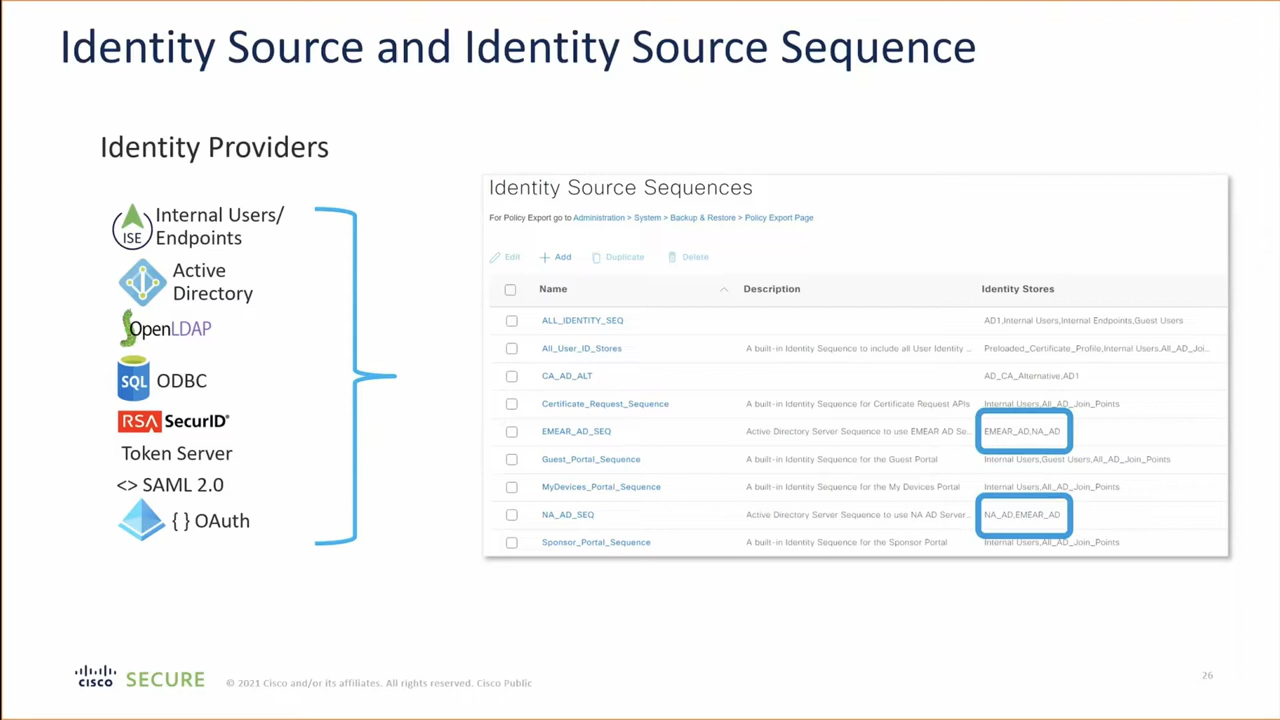 Identity Source and Identity Source Sequence
Identity Providers
ISE
Internal Users/
Endpoints
Active
Directory
OpenLDAP
SQL ODBC
RSA SecurID®
Token Server
<> SAML 2.0
{ } OAuth
Identity Source Sequences
For Policy Export go to Administration > System > Backup & Restore > Policy Export Page
Edit Add Duplicate Delete
Name Description Identity Stores
ALL_IDENTITY_SEQ AD1,Internal Users,Internal Endpoints,Guest Users
All_User_ID_Stores A built-in Identity Sequence to include all User Identity ... Preloaded_Certificate_Profile,Internal Users,All_AD_Joi...
CA_AD_ALT AD_CA_Alternative,AD1
Certificate_Request_Sequence A built-in Identity Sequence for Certificate Request APIs Internal Users,All_AD_Join_Points
EMEAR_AD_SEQ Active Directory Server Sequence to use EMEAR AD Se... EMEAR_AD,NA_AD
Guest_Portal_Sequence A built-in Identity Sequence for the Guest Portal Internal Users,Guest Users,All_AD_Join_Points
MyDevices_Portal_Sequence A built-in Identity Sequence for the My Devices Portal Internal Users,All_AD_Join_Points
NA_AD_SEQ Active Directory Server Sequence to use NA AD Server... NA_AD,EMEAR_AD
Sponsor_Portal_Sequence A built-in Identity Sequence for the Sponsor Portal Internal Users,All_AD_Join_Points
CISCO SECURE © 2021 Cisco and/or its affiliates. All rights reserved. Cisco Public
26